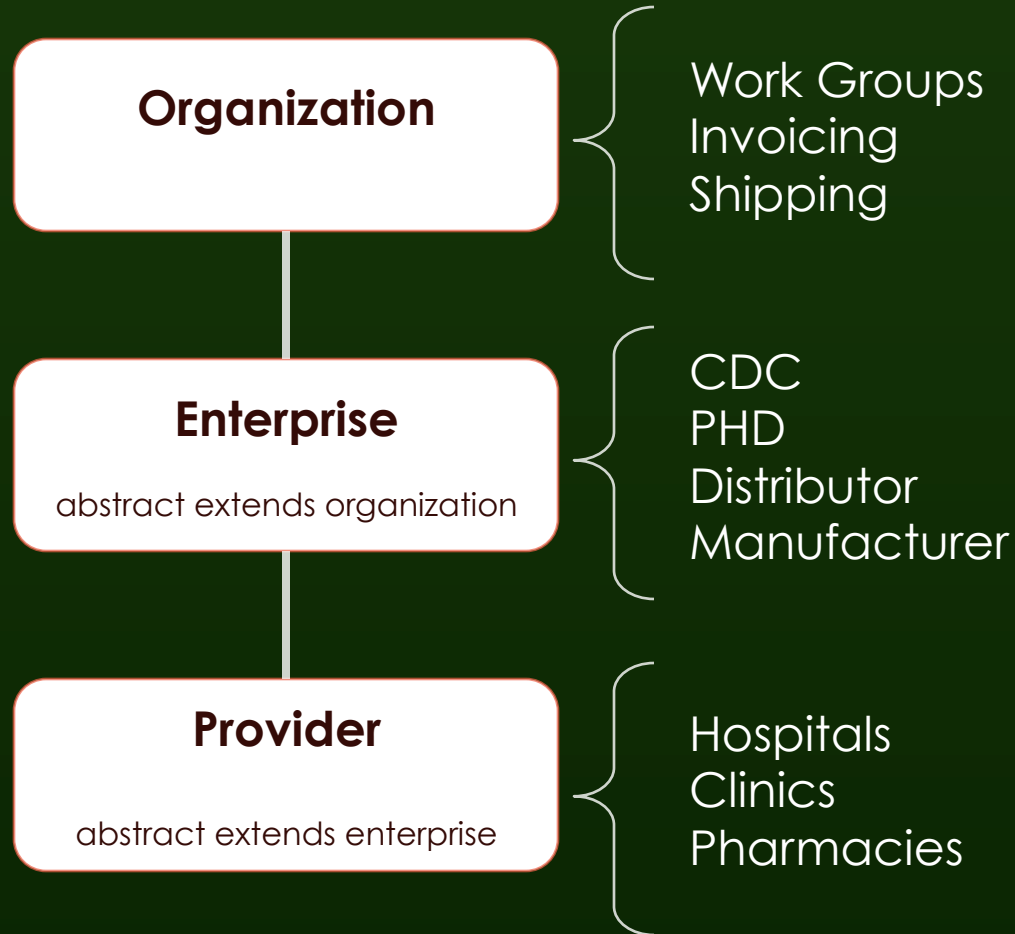 Organization
Work Groups
Invoicing
Shipping
Enterprise
abstract extends organization
CDC
PHD
Distributor
Manufacturer
Provider
abstract extends enterprise
Hospitals
Clinics
Pharmacies